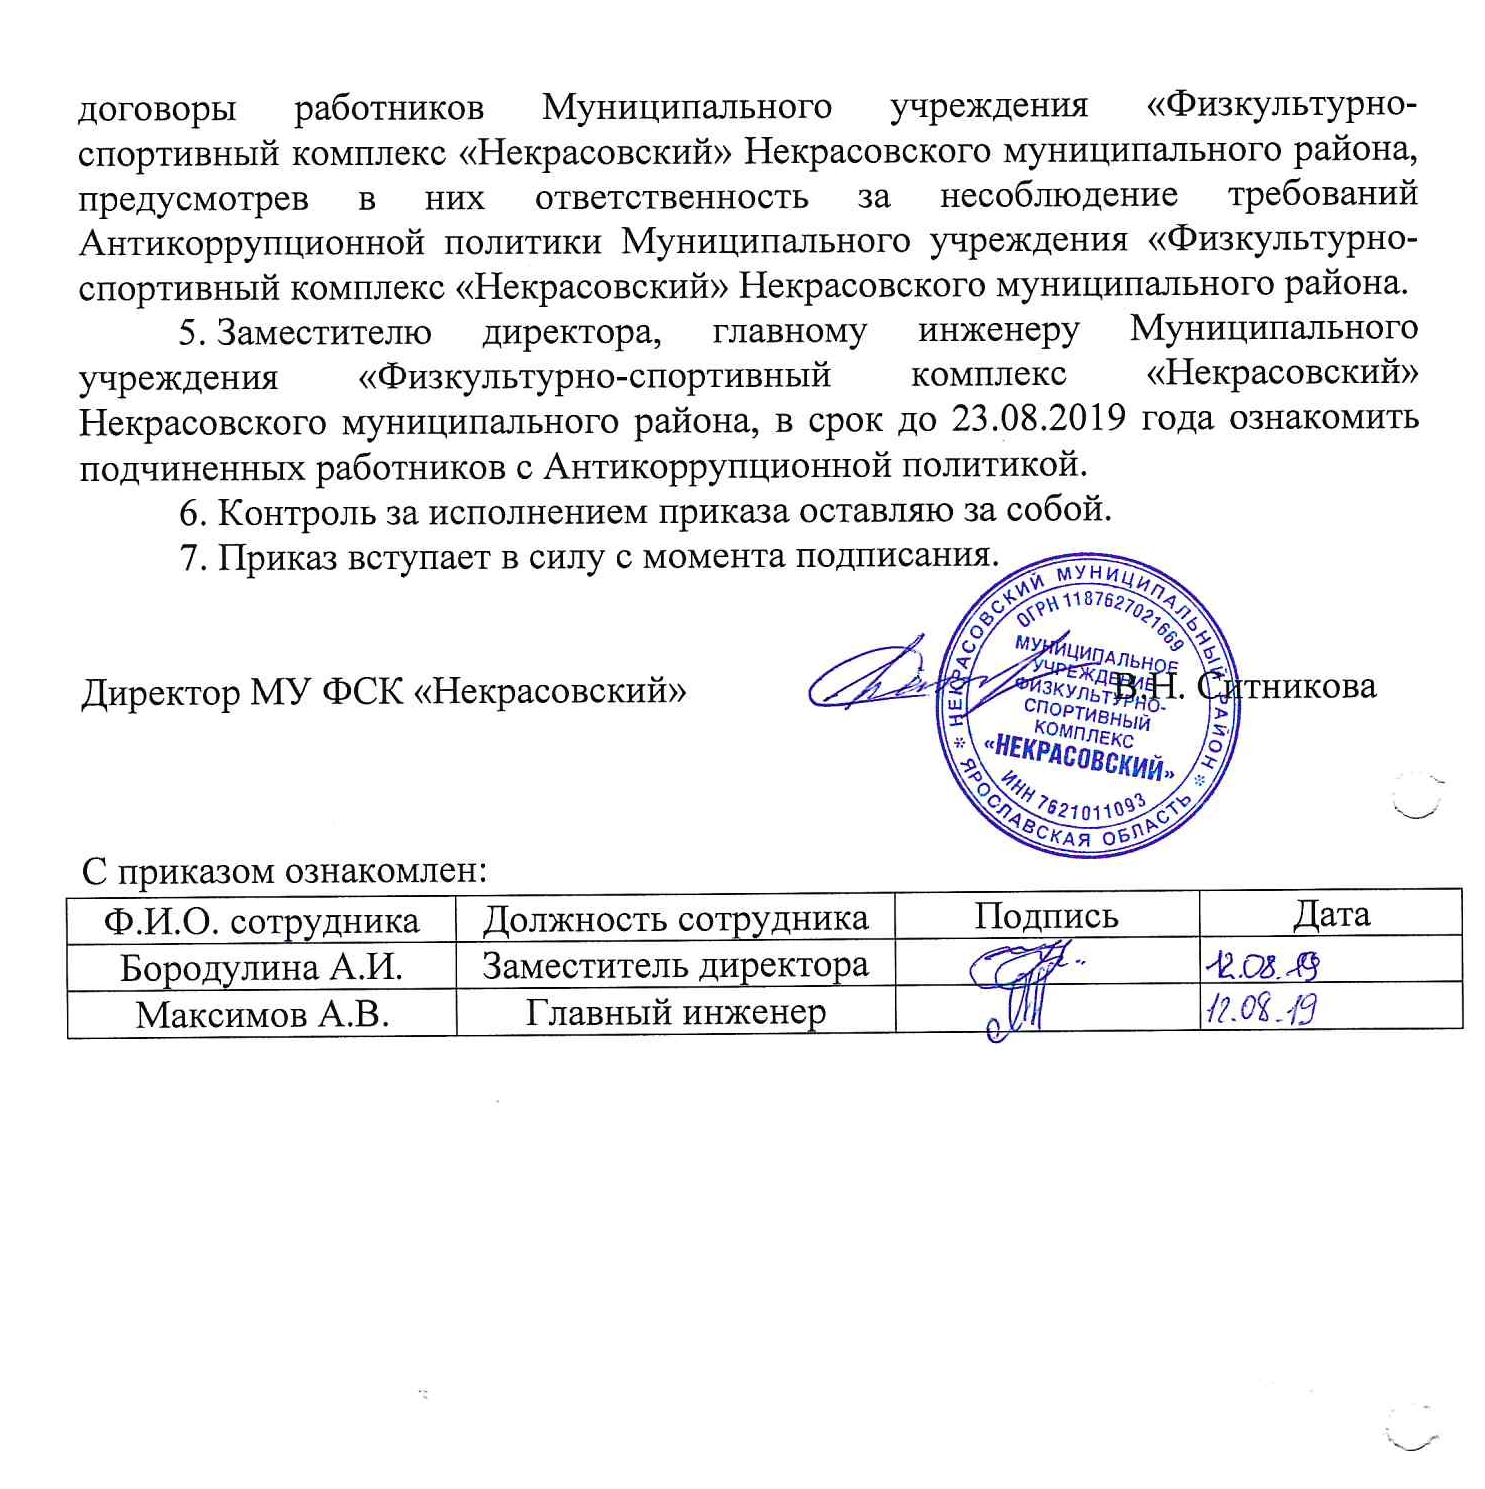 договоры работников Муниципального учреждения «Физкультурно-
спортивный комплекс «Некрасовский» Некрасовского муниципального района,
предусмотрев в них ответственность за несоблюдение требований
Антикоррупционной политики Муниципального учреждения «Физкультурно-
спортивный комплекс «Некрасовский» Некрасовского муниципального района.
5. Заместителю директора, главному инженеру Муниципального
учреждения «Физкультурно-спортивный комплекс «Некрасовский»
Некрасовского муниципального района, в срок до 23.08.2019 года ознакомить
подчиненных работников с Антикоррупционной политикой.
6. Контроль за исполнением приказа оставляю за собой.
7. Приказ вступает в силу с момента подписания.
Директор МУ ФСК «Некрасовский» В.Н. Ситникова
НЕКРАСОВСКИЙ МУНИЦИПАЛЬНЫЙ РАЙОН * ЯРОСЛАВСКАЯ ОБЛАСТЬ *
ОГРН 1187627021669
МУНИЦИПАЛЬНОЕ
УЧРЕЖДЕНИЕ
ФИЗКУЛЬТУРНО-
СПОРТИВНЫЙ
КОМПЛЕКС
«НЕКРАСОВСКИЙ»
ИНН 7621011093
С приказом ознакомлен:
Ф.И.О. сотрудника Должность сотрудника Подпись Дата
Бородулина А.И. Заместитель директора 12.08.19
Максимов А.В. Главный инженер 12.08.19